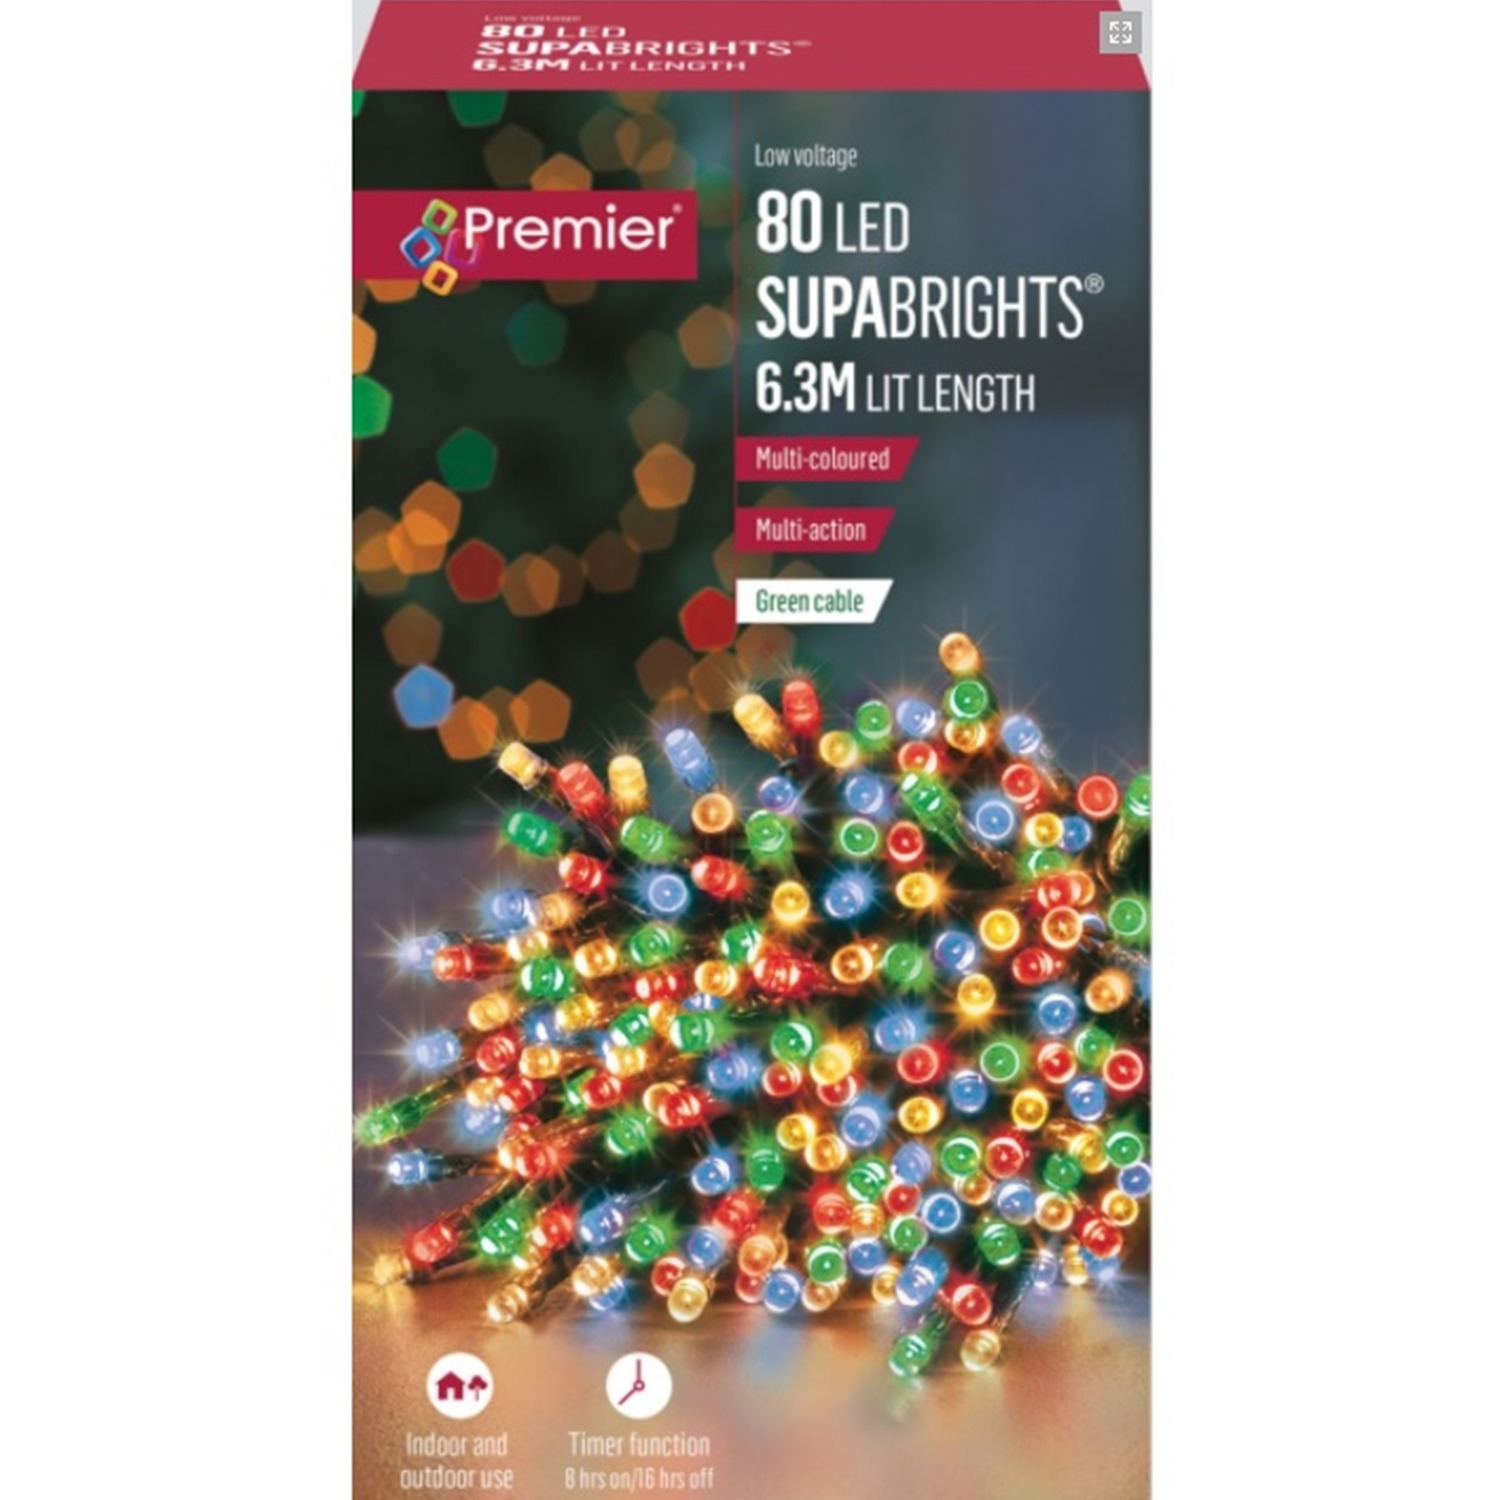 Low voltage
80 LED
SUPABRIGHTS®
6.3M LIT LENGTH
Premier®
Low voltage
80 LED
SUPABRIGHTS®
6.3M LIT LENGTH
Multi-coloured
Multi-action
Green cable
Indoor and
outdoor use
Timer function
8 hrs on/16 hrs off